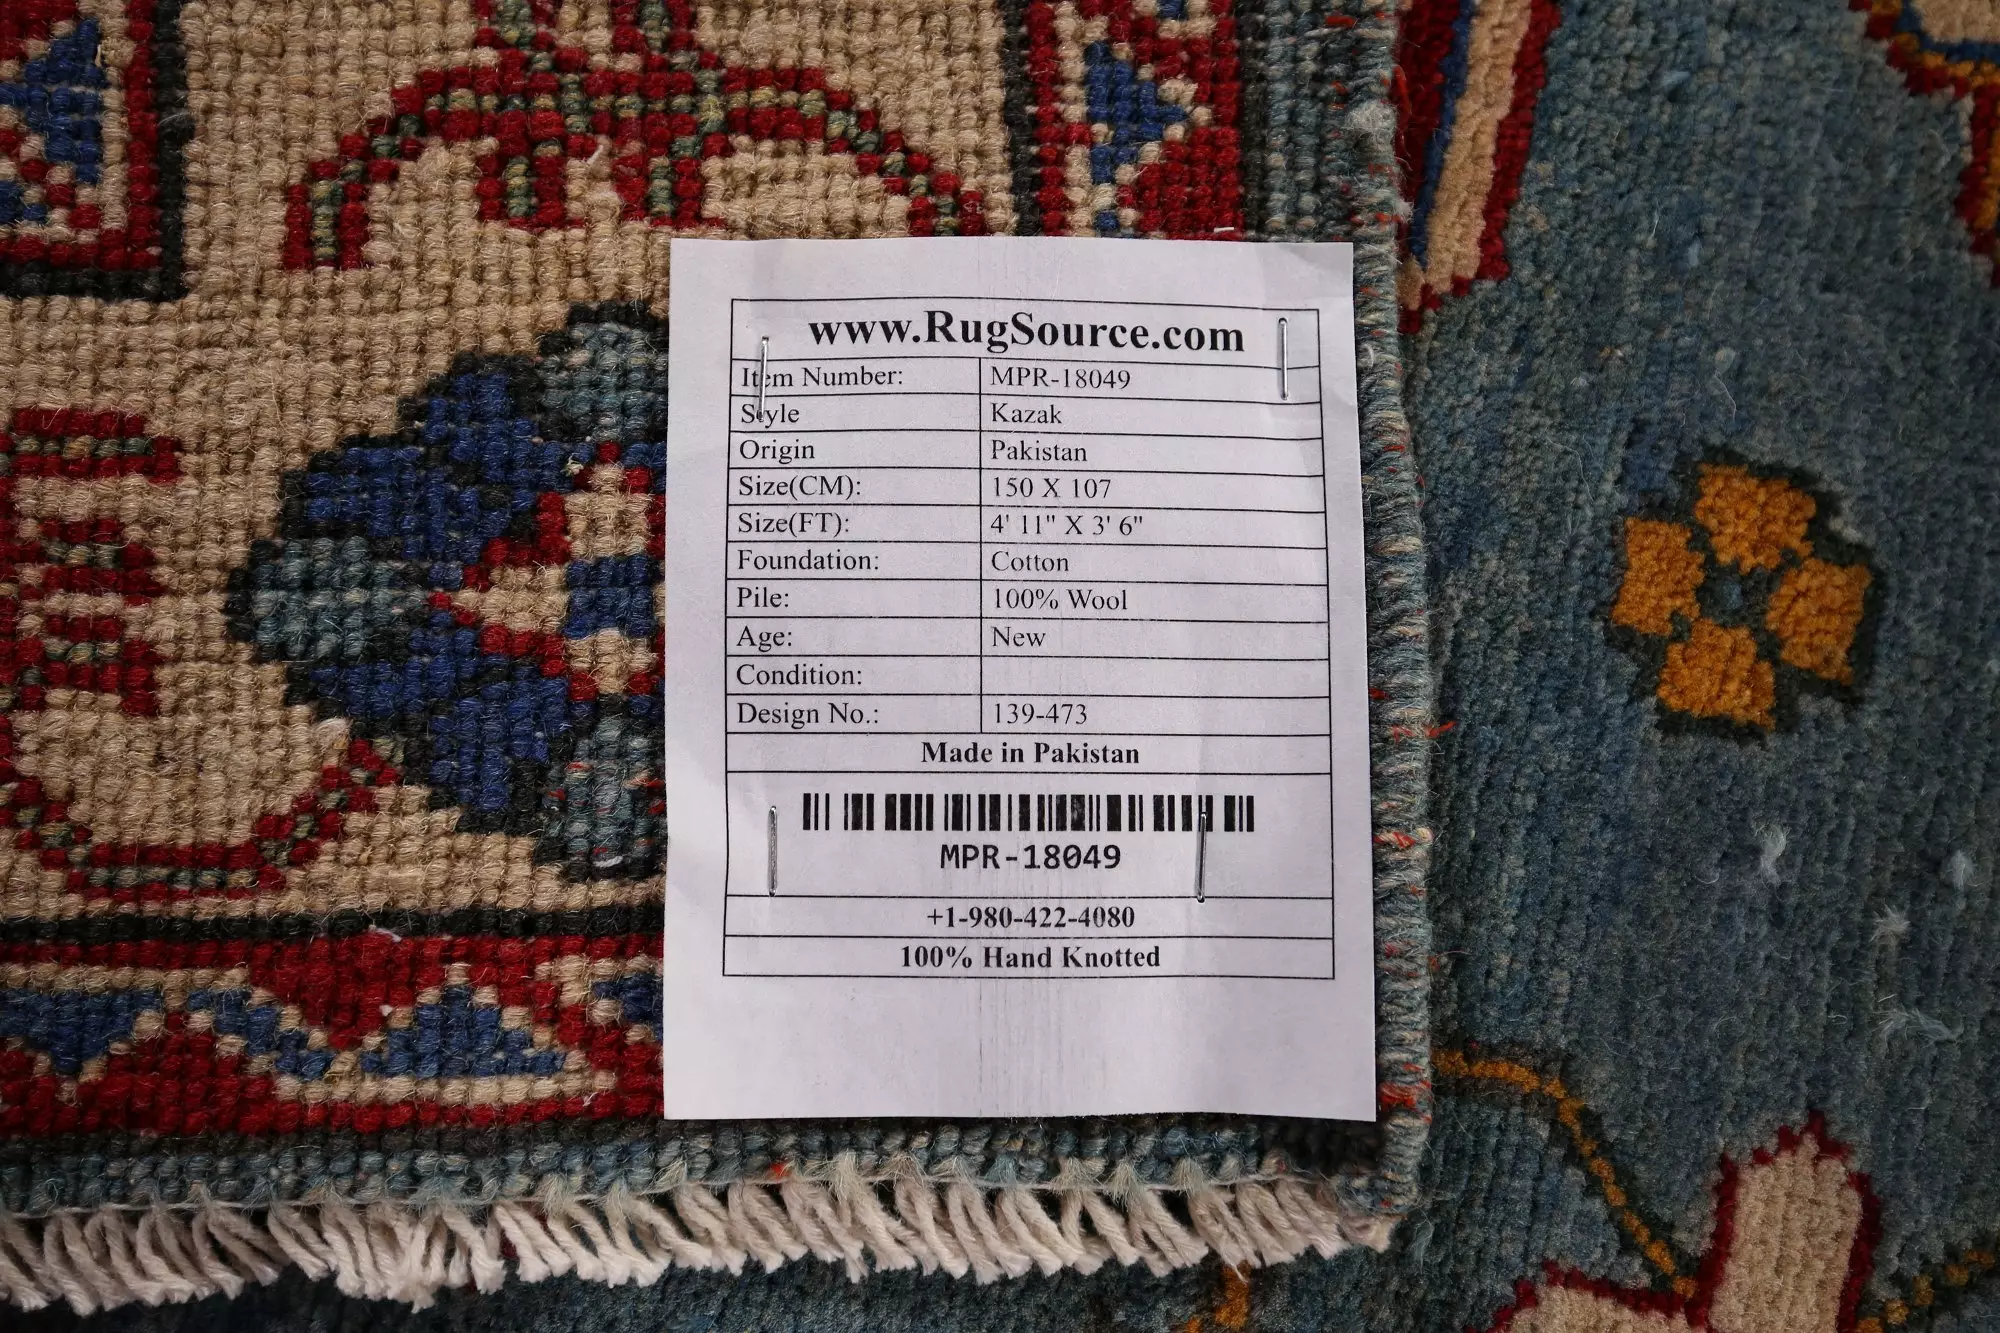 www.RugSource.com
Item Number: MPR-18049
Style Kazak
Origin Pakistan
Size(CM): 150 X 107
Size(FT): 4' 11" X 3' 6"
Foundation: Cotton
Pile: 100% Wool
Age: New
Condition:
Design No.: 139-473
Made in Pakistan
MPR-18049
+1-980-422-4080
100% Hand Knotted